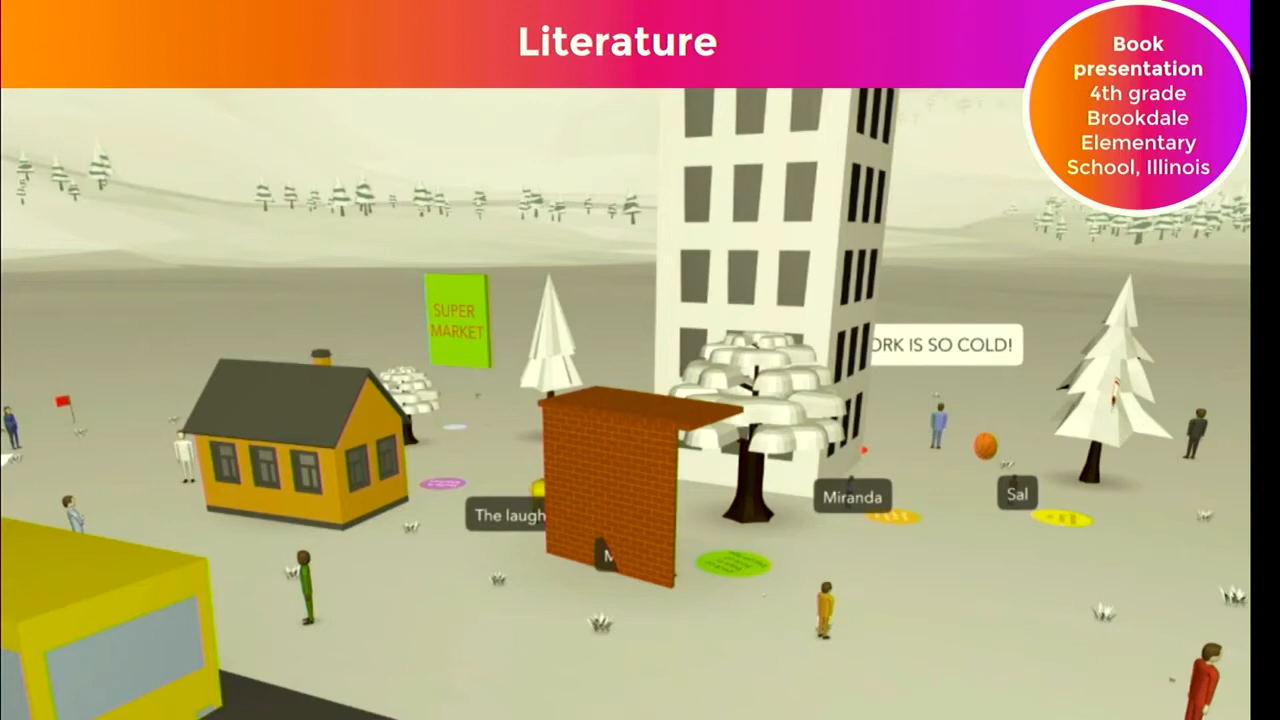 Literature
Book
presentation
4th grade
Brookdale
Elementary
School, Illinois
SUPER
MARKET
ORK IS SO COLD!
Miranda
Sal
The laugh
M